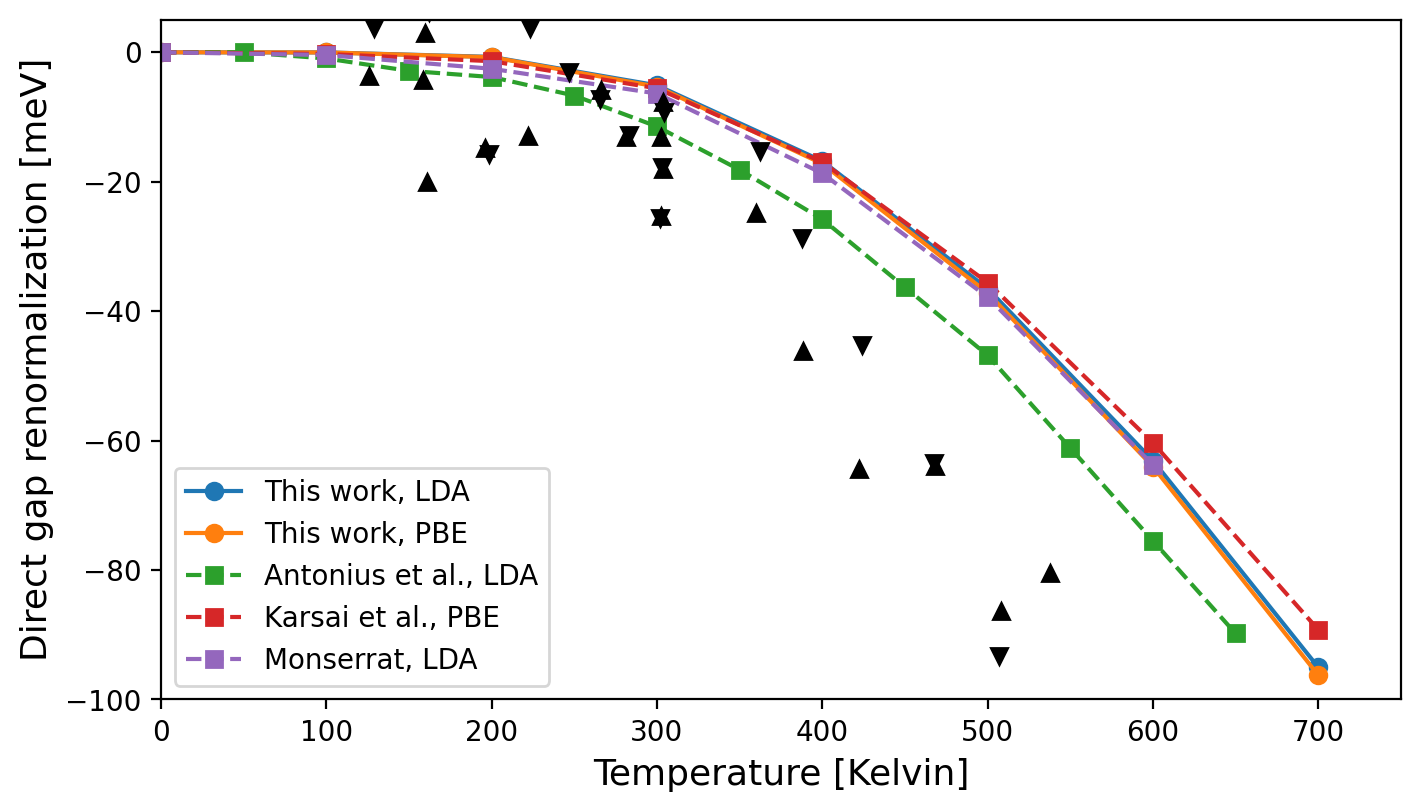 Direct gap renormalization [meV]
0
−20
−40
−60
−80
−100
This work, LDA
This work, PBE
Antonius et al., LDA
Karsai et al., PBE
Monserrat, LDA
0 100 200 300 400 500 600 700
Temperature [Kelvin]